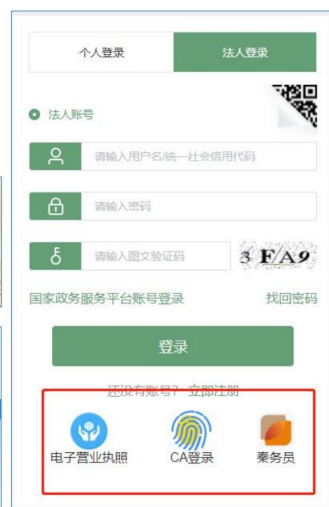 个人登录 法人登录
法人账号
请输入用户名/统一社会信用代码
请输入密码
请输入图文验证码 3 F/A9
国家政务服务平台账号登录 找回密码
登录
还没有账号? 立即注册
电子营业执照 CA登录 秦务员